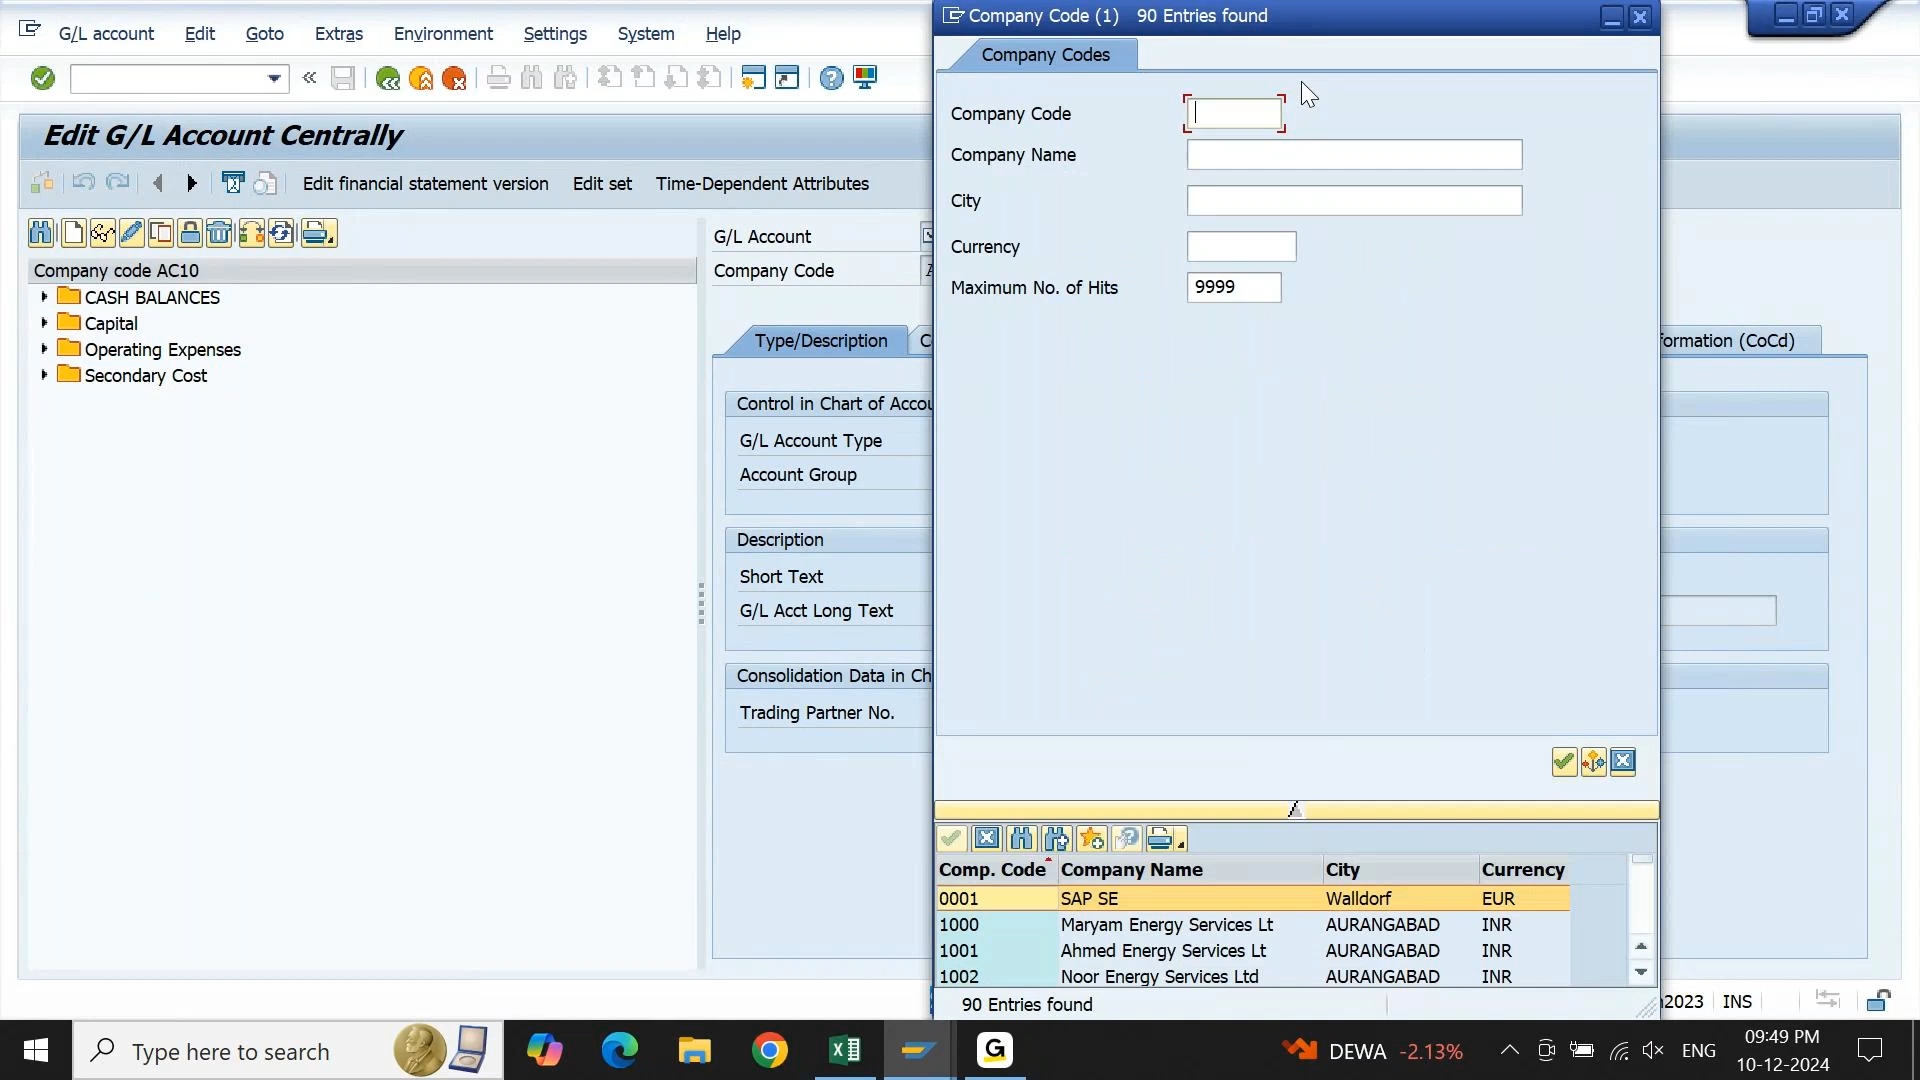 G/L account Edit Goto Extras Environment Settings System Help
Edit G/L Account Centrally
Edit financial statement version Edit set Time-Dependent Attributes
Company code AC10
CASH BALANCES
Capital
Operating Expenses
Secondary Cost
G/L Account
Company Code
Type/Description
formation (CoCd)
Control in Chart of Accou
G/L Account Type
Account Group
Description
Short Text
G/L Acct Long Text
Consolidation Data in Ch
Trading Partner No.
Company Code (1) 90 Entries found
Company Codes
Company Code
Company Name
City
Currency
Maximum No. of Hits 9999
Comp. Code Company Name City Currency
0001 SAP SE Walldorf EUR
1000 Maryam Energy Services Lt AURANGABAD INR
1001 Ahmed Energy Services Lt AURANGABAD INR
1002 Noor Energy Services Ltd AURANGABAD INR
90 Entries found
2023 INS
Type here to search
DEWA -2.13%
ENG
09:49 PM
10-12-2024